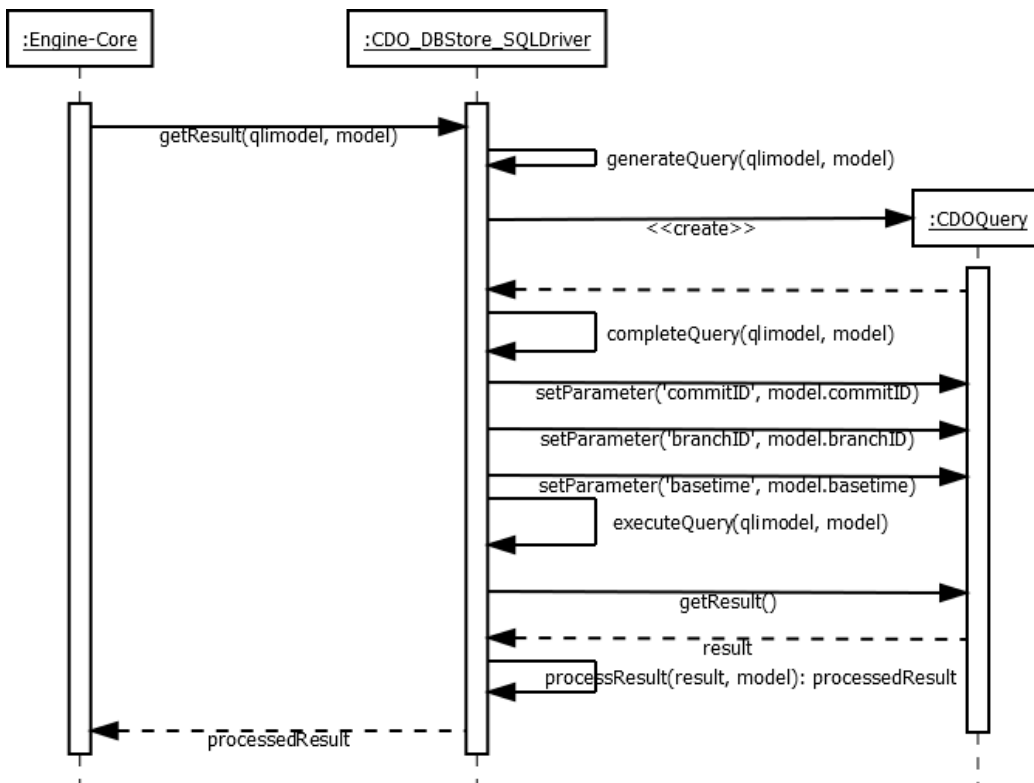 :Engine-Core
:CDO_DBStore_SQLDriver
getResult(qlimodel, model)
generateQuery(qlimodel, model)
:CDOQuery
<<create>>
completeQuery(qlimodel, model)
setParameter('commitID', model.commitID)
setParameter('branchID', model.branchID)
setParameter('basetime', model.basetime)
executeQuery(qlimodel, model)
getResult()
result
processResult(result, model): processedResult
processedResult